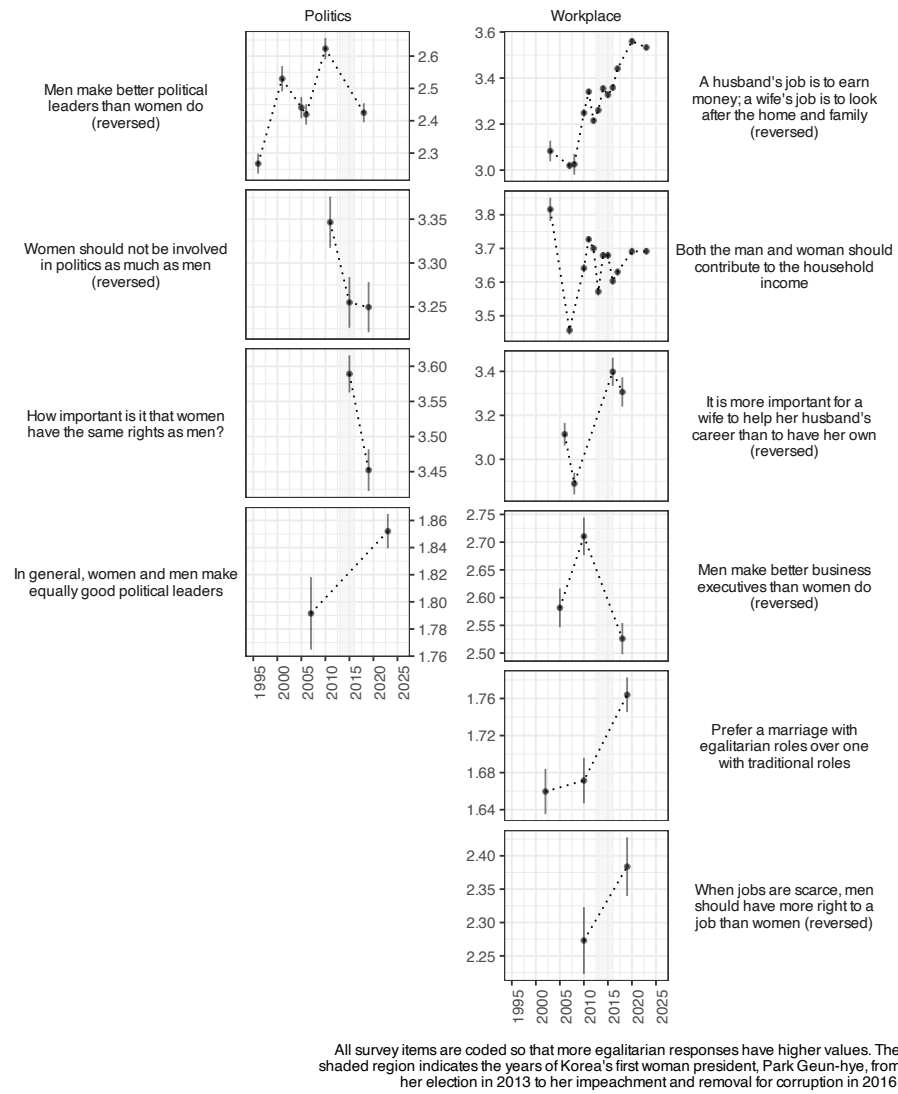 Politics
Workplace
Men make better political
leaders than women do
(reversed)
2.6
2.5
2.4
2.3
3.6
3.4
3.2
3.0
A husband's job is to earn
money; a wife's job is to look
after the home and family
(reversed)
Women should not be involved
in politics as much as men
(reversed)
3.35
3.30
3.25
3.8
3.7
3.6
3.5
Both the man and woman should
contribute to the household
income
How important is it that women
have the same rights as men?
3.60
3.55
3.50
3.45
3.4
3.2
3.0
It is more important for a
wife to help her husband's
career than to have her own
(reversed)
In general, women and men make
equally good political leaders
1.86
1.84
1.82
1.80
1.78
1.76
1995
2000
2005
2010
2015
2020
2025
2.75
2.70
2.65
2.60
2.55
2.50
Men make better business
executives than women do
(reversed)
1.76
1.72
1.68
1.64
Prefer a marriage with
egalitarian roles over one
with traditional roles
2.40
2.35
2.30
2.25
When jobs are scarce, men
should have more right to a
job than women (reversed)
1995
2000
2005
2010
2015
2020
2025
All survey items are coded so that more egalitarian responses have higher values. The
shaded region indicates the years of Korea's first woman president, Park Geun-hye, from
her election in 2013 to her impeachment and removal for corruption in 2016